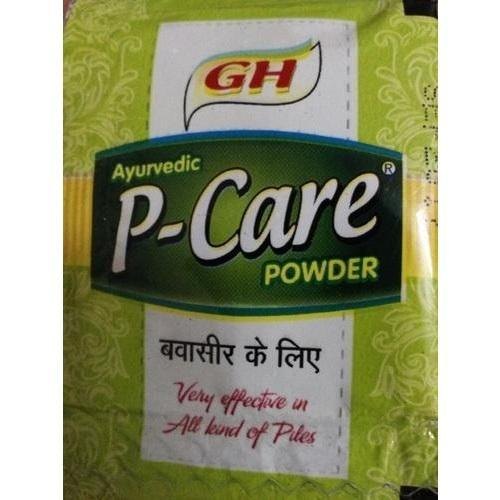 GH
Ayurvedic
P-Care®
POWDER
बवासीर के लिए
Very effective in
All kind of Piles